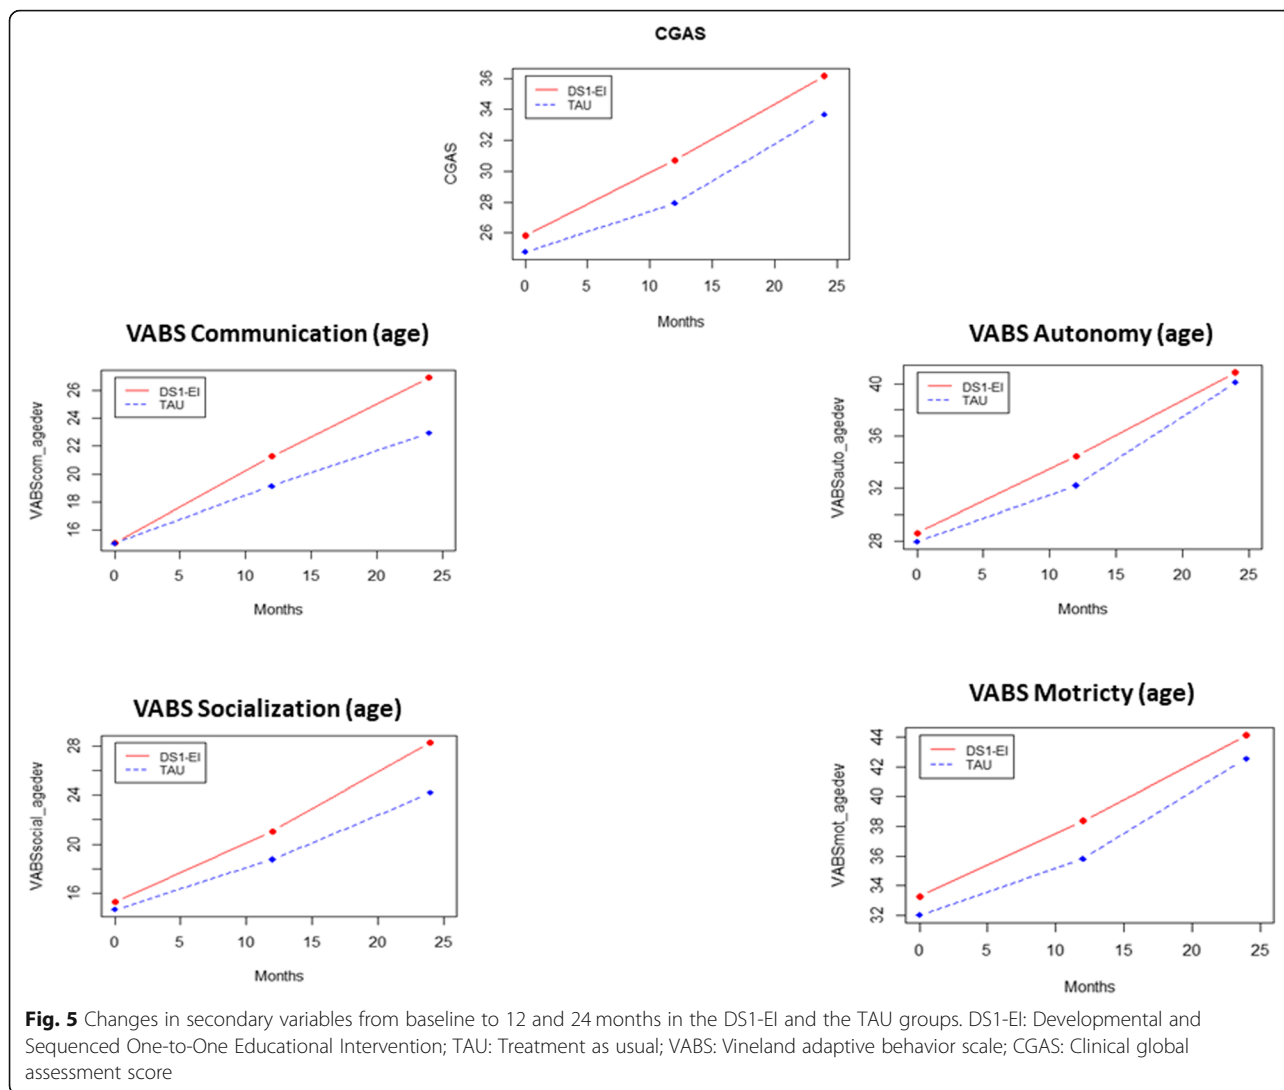 CGAS
DS1-EI
TAU
CGAS
36
34
32
30
28
26
0 5 10 15 20 25
Months
VABS Communication (age)
DS1-EI
TAU
VABScom_agedev
26
22
20
18
16
0 5 10 15 20 25
Months
VABS Autonomy (age)
DS1-EI
TAU
VABSauto_agedev
40
36
32
28
0 5 10 15 20 25
Months
VABS Socialization (age)
DS1-EI
TAU
VABSsocial_agedev
28
24
20
16
0 5 10 15 20 25
Months
VABS Motricty (age)
DS1-EI
TAU
VABSmot_agedev
44
42
40
38
36
34
32
0 5 10 15 20 25
Months
Fig. 5 Changes in secondary variables from baseline to 12 and 24 months in the DS1-EI and the TAU groups. DS1-EI: Developmental and
Sequenced One-to-One Educational Intervention; TAU: Treatment as usual; VABS: Vineland adaptive behavior scale; CGAS: Clinical global
assessment score